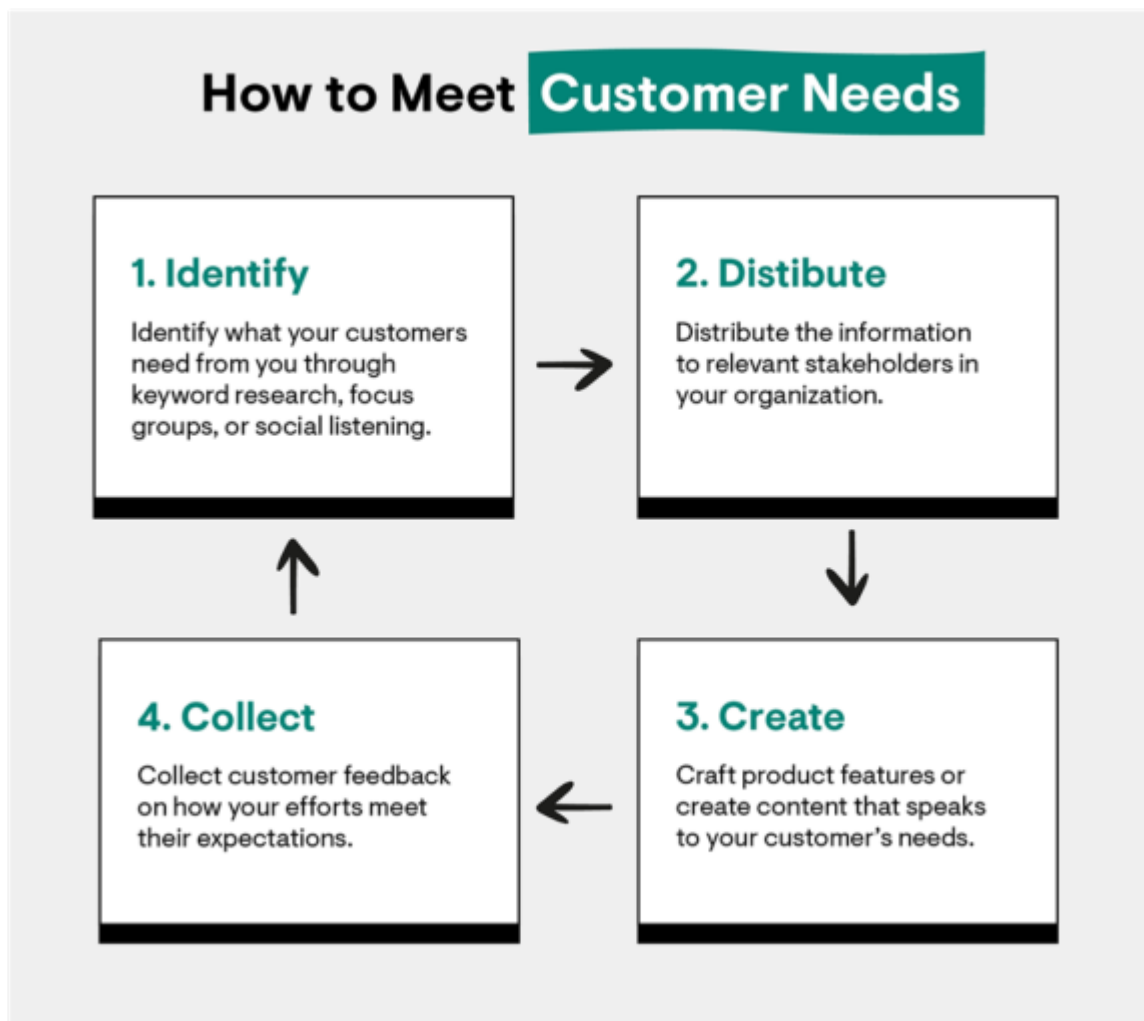 How to Meet Customer Needs
1. Identify
Identify what your customers
need from you through
keyword research, focus
groups, or social listening.
2. Distibute
Distribute the information
to relevant stakeholders in
your organization.
3. Create
Craft product features or
create content that speaks
to your customer’s needs.
4. Collect
Collect customer feedback
on how your efforts meet
their expectations.